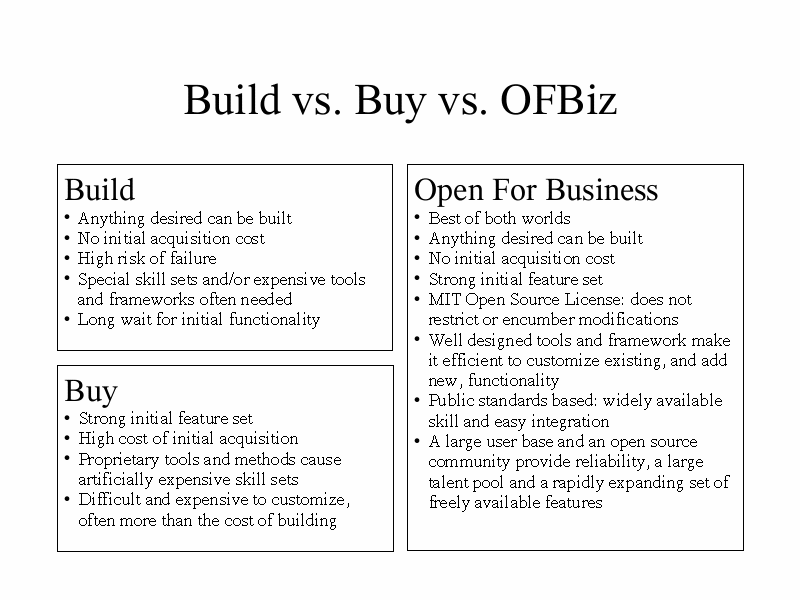 Build vs. Buy vs. OFBiz
Build
• Anything desired can be built
• No initial acquisition cost
• High risk of failure
• Special skill sets and/or expensive tools
and frameworks often needed
• Long wait for initial functionality
Buy
• Strong initial feature set
• High cost of initial acquisition
• Proprietary tools and methods cause
artificially expensive skill sets
• Difficult and expensive to customize,
often more than the cost of building
Open For Business
• Best of both worlds
• Anything desired can be built
• No initial acquisition cost
• Strong initial feature set
• MIT Open Source License: does not
restrict or encumber modifications
• Well designed tools and framework make
it efficient to customize existing, and add
new, functionality
• Public standards based: widely available
skill and easy integration
• A large user base and an open source
community provide reliability, a large
talent pool and a rapidly expanding set of
freely available features